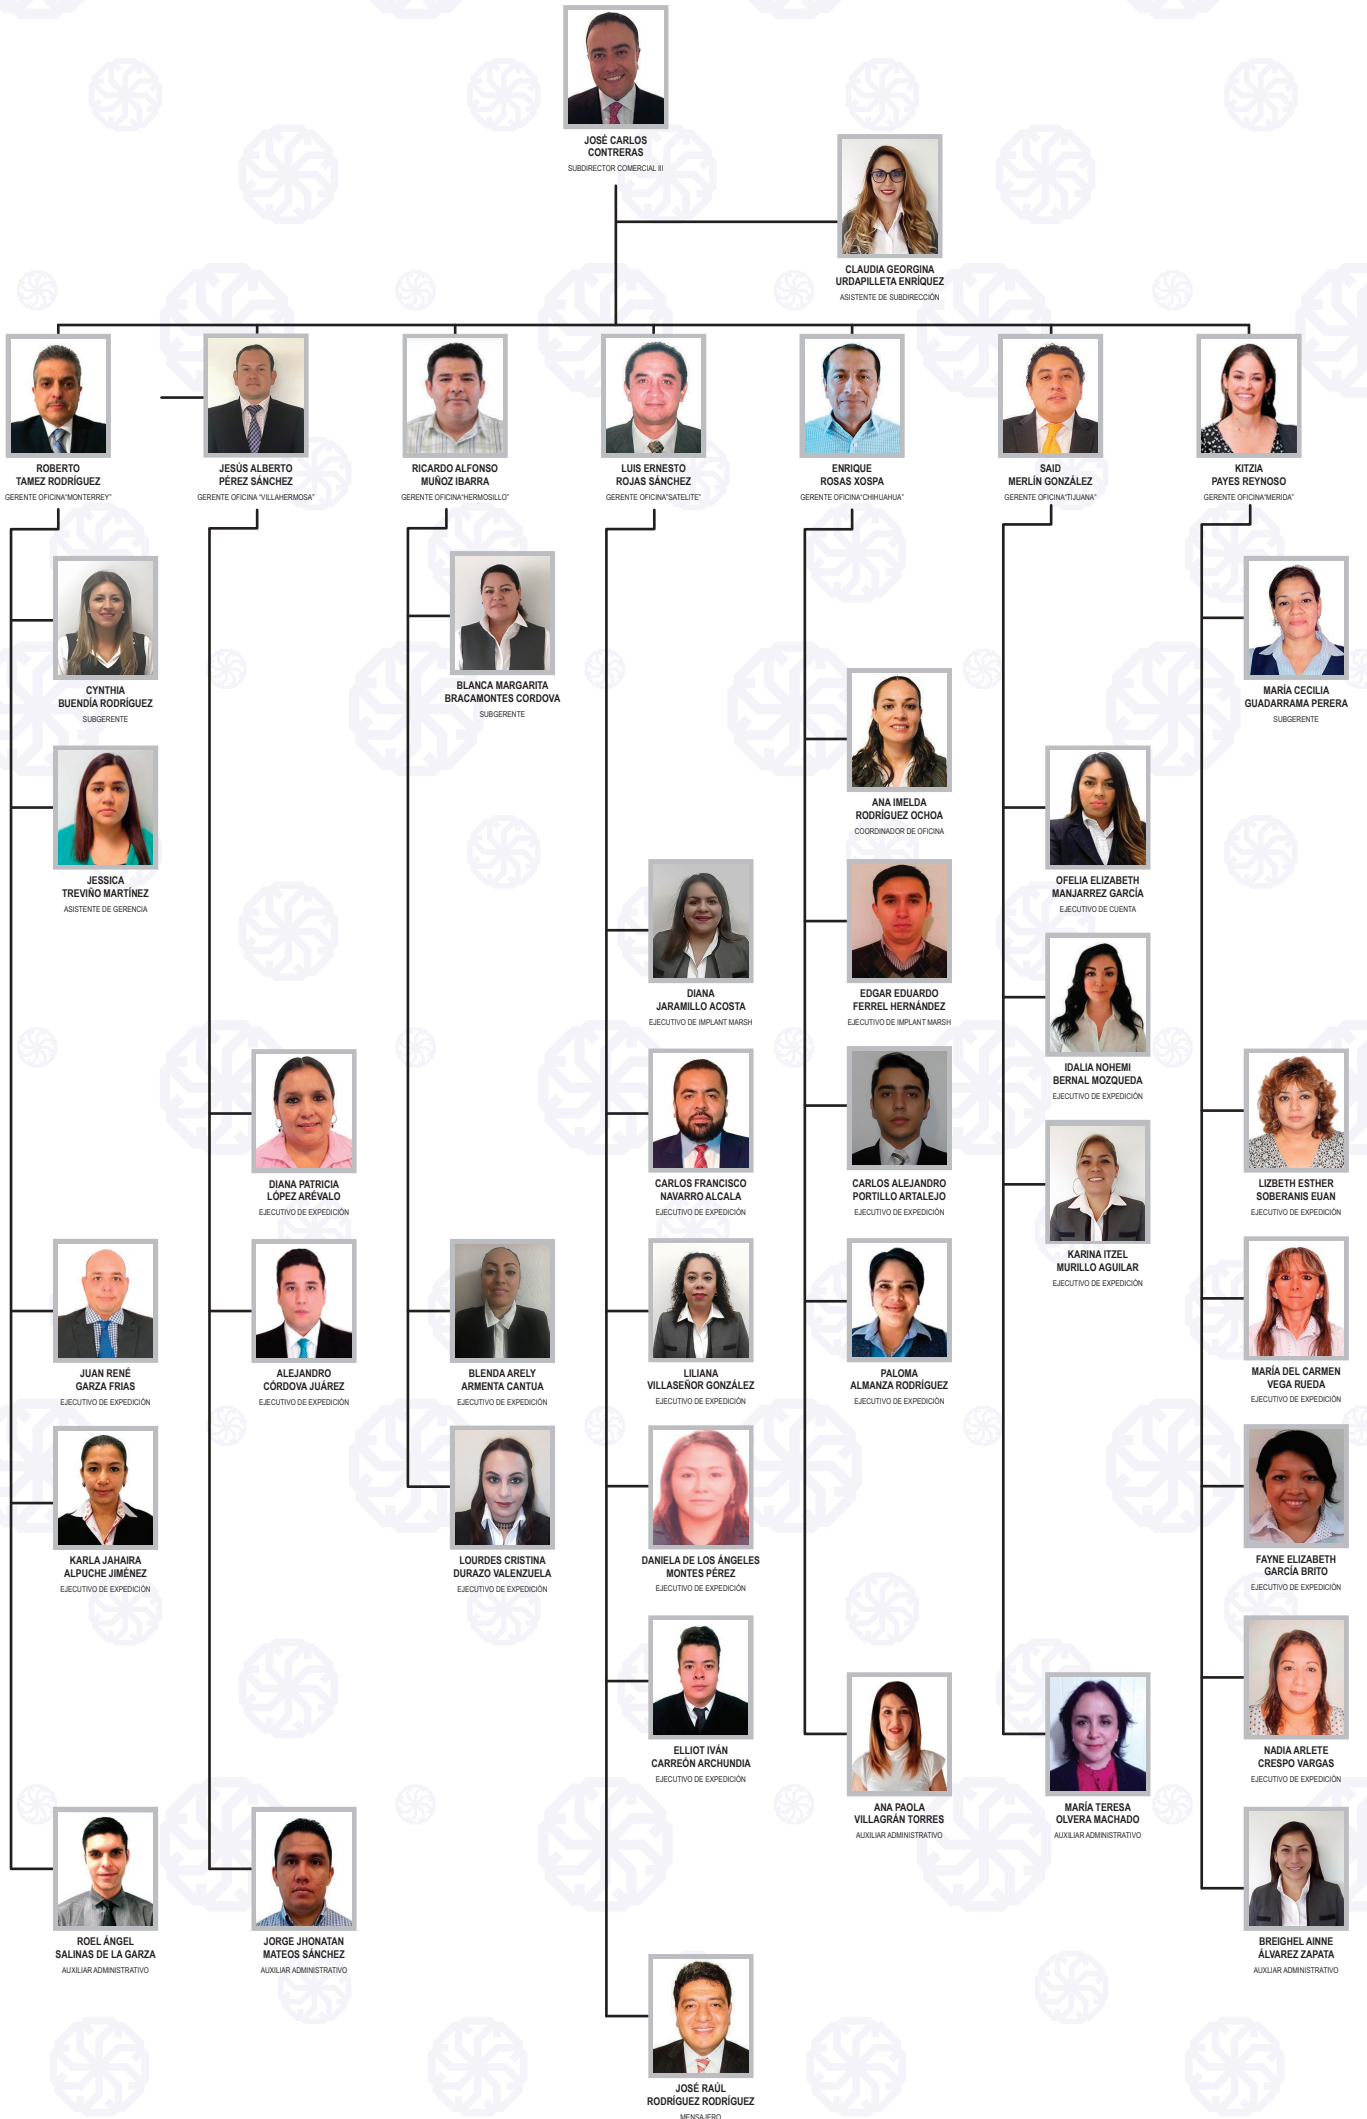 JOSÉ CARLOS
CONTRERAS
SUBDIRECTOR COMERCIAL III
CLAUDIA GEORGINA
URDAPILLETA ENRÍQUEZ
ASISTENTE DE SUBDIRECCIÓN
ROBERTO
TAMEZ RODRÍGUEZ
GERENTE OFICINA"MONTERREY"
JESÚS ALBERTO
PÉREZ SÁNCHEZ
GERENTE OFICINA "VILLAHERMOSA"
RICARDO ALFONSO
MUÑOZ IBARRA
GERENTE OFICINA"HERMOSILLO"
LUIS ERNESTO
ROJAS SÁNCHEZ
GERENTE OFICINA"SATELITE"
ENRIQUE
ROSAS XOSPA
GERENTE OFICINA"CHIHUAHUA"
SAID
MERLÍN GONZÁLEZ
GERENTE OFICINA"TIJUANA"
KITZIA
PAYES REYNOSO
GERENTE OFICINA"MERIDA"
CYNTHIA
BUENDÍA RODRÍGUEZ
SUBGERENTE
JESSICA
TREVIÑO MARTÍNEZ
ASISTENTE DE GERENCIA
JUAN RENÉ
GARZA FRIAS
EJECUTIVO DE EXPEDICIÓN
KARLA JAHAIRA
ALPUCHE JIMÉNEZ
EJECUTIVO DE EXPEDICIÓN
ROEL ÁNGEL
SALINAS DE LA GARZA
AUXILIAR ADMINISTRATIVO
DIANA PATRICIA
LÓPEZ ARÉVALO
EJECUTIVO DE EXPEDICIÓN
ALEJANDRO
CÓRDOVA JUÁREZ
EJECUTIVO DE EXPEDICIÓN
JORGE JHONATAN
MATEOS SÁNCHEZ
AUXILIAR ADMINISTRATIVO
BLANCA MARGARITA
BRACAMONTES CORDOVA
SUBGERENTE
BLENDA ARELY
ARMENTA CANTUA
EJECUTIVO DE EXPEDICIÓN
LOURDES CRISTINA
DURAZO VALENZUELA
EJECUTIVO DE EXPEDICIÓN
DIANA
JARAMILLO ACOSTA
EJECUTIVO DE IMPLANT MARSH
CARLOS FRANCISCO
NAVARRO ALCALA
EJECUTIVO DE EXPEDICIÓN
LILIANA
VILLASEÑOR GONZÁLEZ
EJECUTIVO DE EXPEDICIÓN
DANIELA DE LOS ÁNGELES
MONTES PÉREZ
EJECUTIVO DE EXPEDICIÓN
ELLIOT IVÁN
CARREÓN ARCHUNDIA
EJECUTIVO DE EXPEDICIÓN
JOSÉ RAÚL
RODRÍGUEZ RODRÍGUEZ
MENSAJERO
ANA IMELDA
RODRÍGUEZ OCHOA
COORDINADOR DE OFICINA
EDGAR EDUARDO
FERREL HERNÁNDEZ
EJECUTIVO DE IMPLANT MARSH
CARLOS ALEJANDRO
PORTILLO ARTALEJO
EJECUTIVO DE EXPEDICIÓN
PALOMA
ALMANZA RODRÍGUEZ
EJECUTIVO DE EXPEDICIÓN
ANA PAOLA
VILLAGRÁN TORRES
AUXILIAR ADMINISTRATIVO
OFELIA ELIZABETH
MANJARREZ GARCÍA
EJECUTIVO DE CUENTA
IDALIA NOHEMI
BERNAL MOZQUEDA
EJECUTIVO DE EXPEDICIÓN
KARINA ITZEL
MURILLO AGUILAR
EJECUTIVO DE EXPEDICIÓN
MARÍA TERESA
OLVERA MACHADO
AUXILIAR ADMINISTRATIVO
MARÍA CECILIA
GUADARRAMA PERERA
SUBGERENTE
LIZBETH ESTHER
SOBERANIS EUAN
EJECUTIVO DE EXPEDICIÓN
MARÍA DEL CARMEN
VEGA RUEDA
EJECUTIVO DE EXPEDICIÓN
FAYNE ELIZABETH
GARCÍA BRITO
EJECUTIVO DE EXPEDICIÓN
NADIA ARLETE
CRESPO VARGAS
EJECUTIVO DE EXPEDICIÓN
BREIGHEL AINNE
ÁLVAREZ ZAPATA
AUXLIAR ADMINISTRATIVO